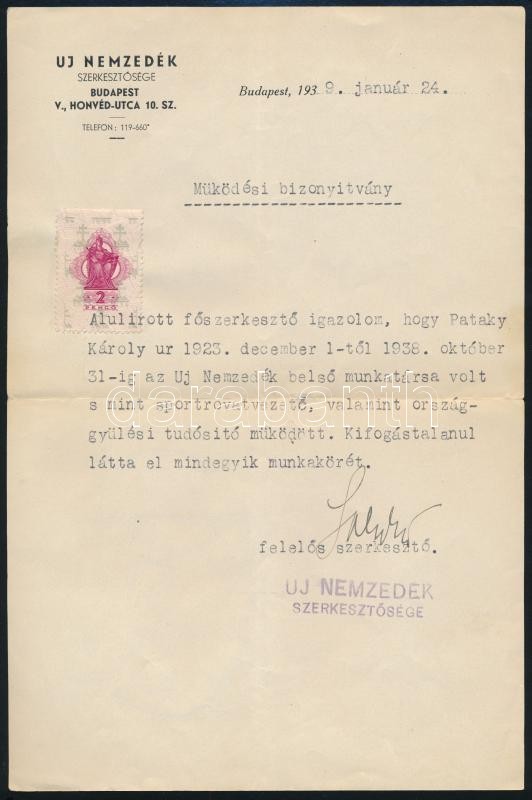 UJ NEMZEDÉK
SZERKESZTŐSÉGE
BUDAPEST
V., HONVÉD-UTCA 10. SZ.
TELEFON: 119-660*
Budapest, 1939. január 24.
Müködési bizonyitvány
2
PENGŐ
Alulirott főszerkesztő igazolom, hogy Pataky
Károly ur 1923. december 1-től 1938. október
31-ig az Uj Nemzedék belső munkatársa volt
s mint sportrovatvezető, valamint ország-
gyülési tudósitó müködött. Kifogástalanul
látta el mindegyik munkakörét.
felelős szerkesztő.
UJ NEMZEDÉK
SZERKESZTŐSÉGE
darabanth